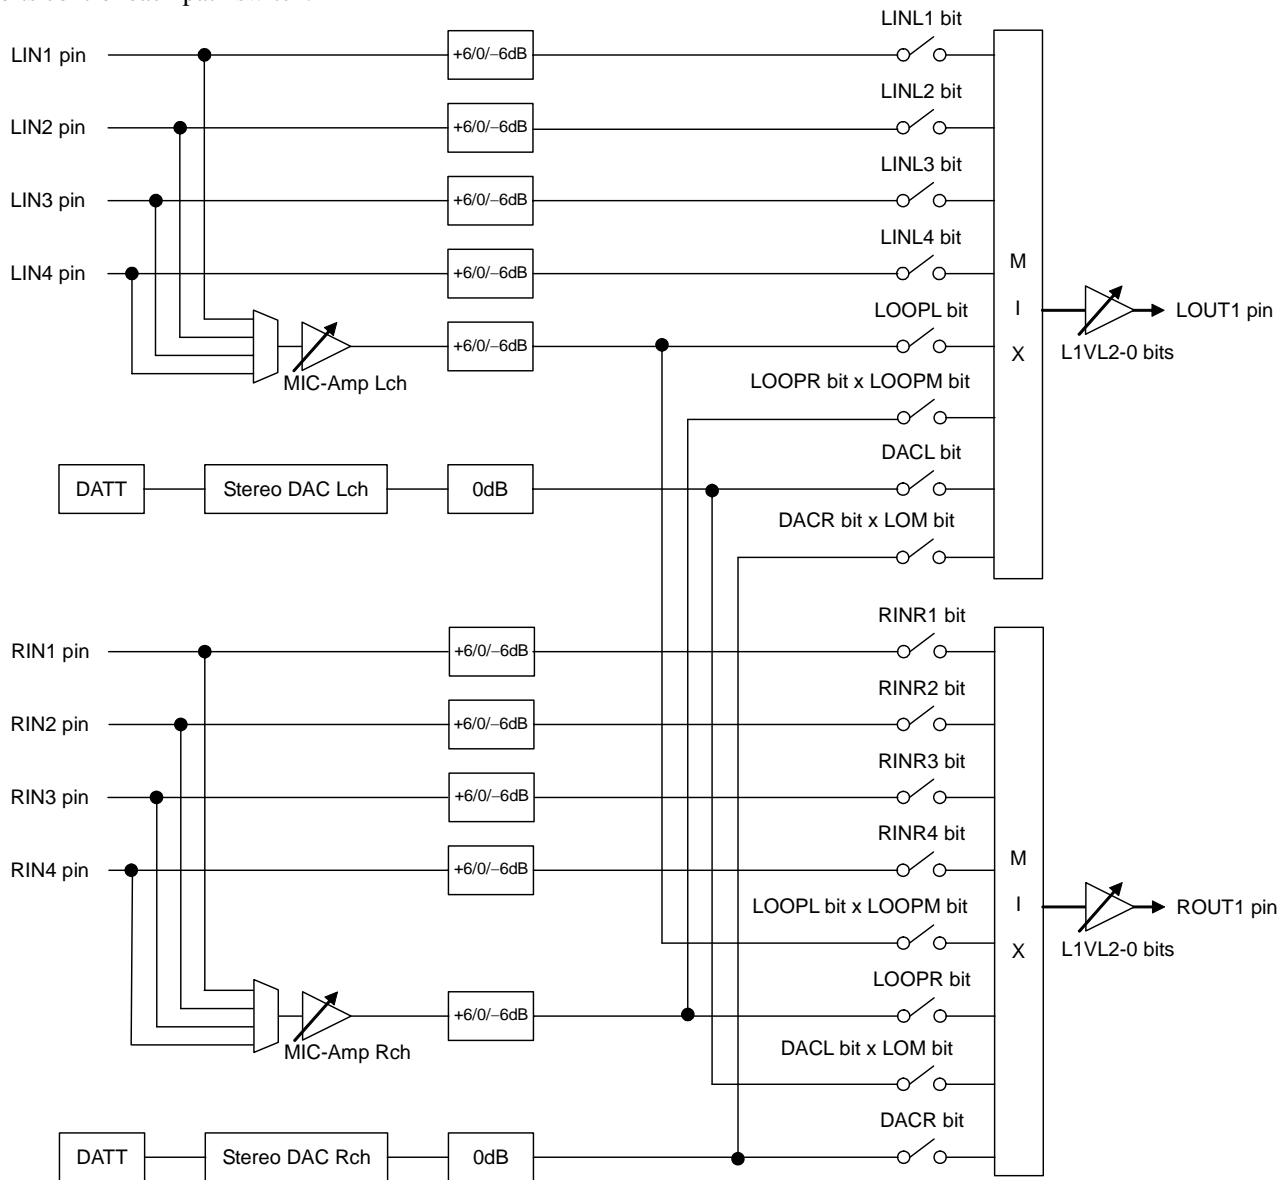 LINL1 bit
LIN1 pin
+6/0/−6dB
LINL2 bit
LIN2 pin
+6/0/−6dB
LINL3 bit
LIN3 pin
+6/0/−6dB
LINL4 bit
LIN4 pin
+6/0/−6dB
M
I
X
LOOPL bit
LOUT1 pin
L1VL2-0 bits
+6/0/−6dB
MIC-Amp Lch
LOOPR bit x LOOPM bit
DACL bit
DATT
Stereo DAC Lch
0dB
DACR bit x LOM bit
RINR1 bit
RIN1 pin
+6/0/−6dB
RINR2 bit
RIN2 pin
+6/0/−6dB
RINR3 bit
RIN3 pin
+6/0/−6dB
RINR4 bit
RIN4 pin
+6/0/−6dB
M
I
X
LOOPL bit x LOOPM bit
ROUT1 pin
L1VL2-0 bits
LOOPR bit
+6/0/−6dB
MIC-Amp Rch
DACL bit x LOM bit
DACR bit
DATT
Stereo DAC Rch
0dB